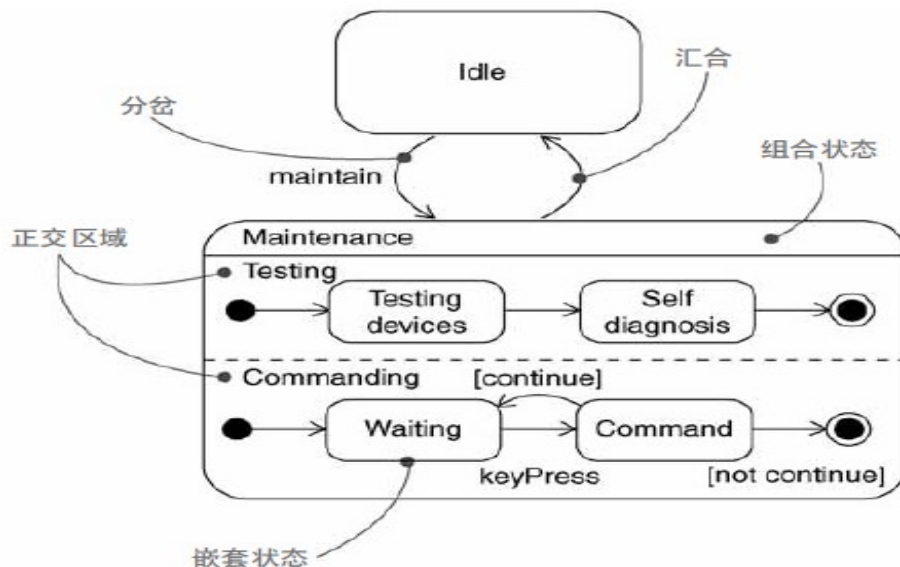 Idle
汇合
分岔
组合状态
maintain
正交区域
Maintenance
Testing
Testing
devices
Self
diagnosis
Commanding
[continue]
Waiting
Command
keyPress
[not continue]
嵌套状态